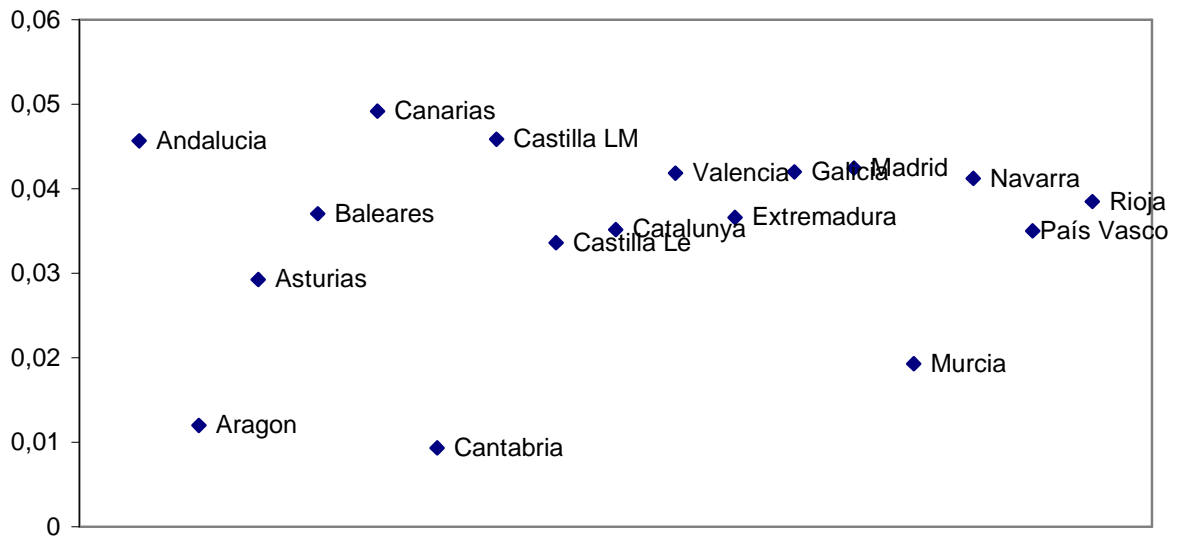 0,06
0,05
0,04
0,03
0,02
0,01
0
Andalucia
Aragon
Asturias
Baleares
Canarias
Cantabria
Castilla LM
Castilla Le
Catalunya
Valencia
Extremadura
Galicia
Madrid
Murcia
Navarra
País Vasco
Rioja